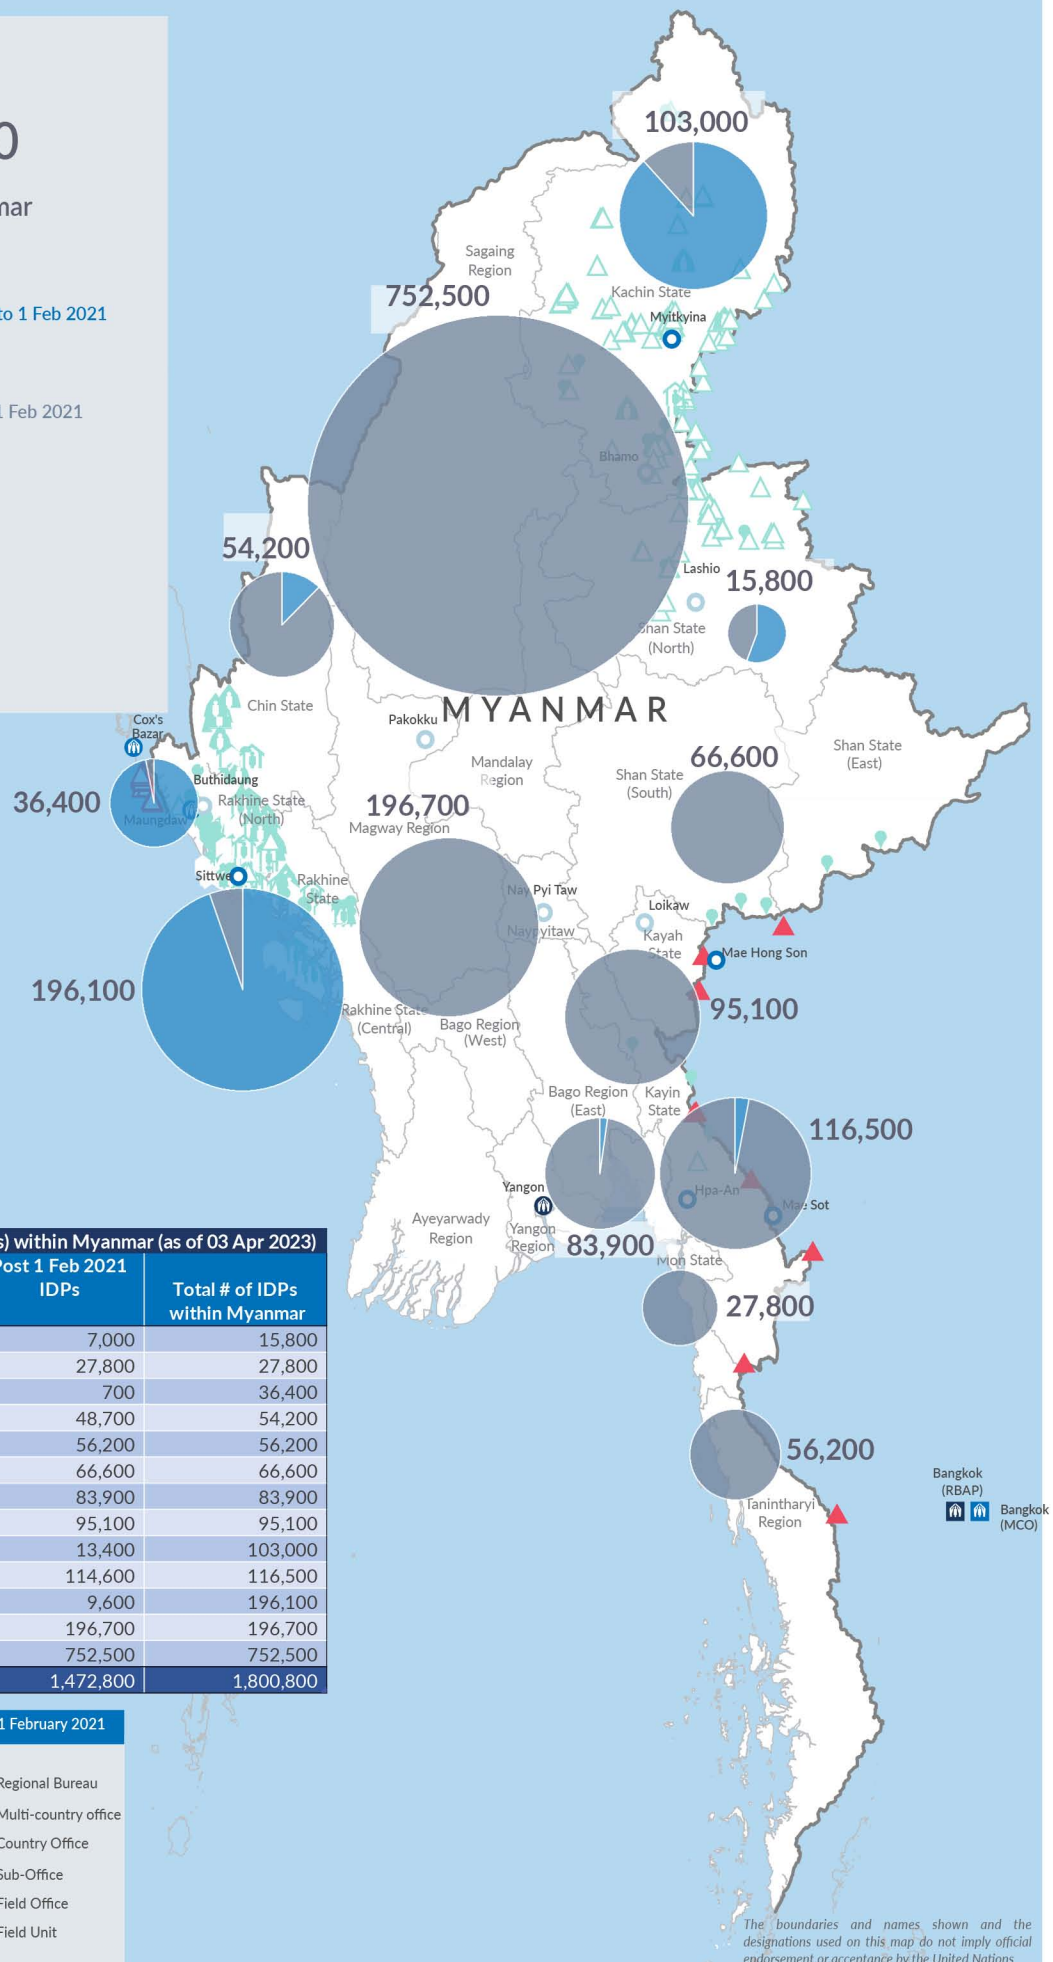 0
mar
to 1 Feb 2021
1 Feb 2021
103,000
Sagaing
Region
752,500
Kachin State
Myitkyina
Bhamo
54,200
Lashio
15,800
Shan State
(North)
Chin State
MYANMAR
Pakokku
Cox's
Bazar
Mandalay
Region
66,600
Shan State
(East)
Shan State
(South)
Buthidaung
36,400
Rakhine State
(North)
Maungdaw
196,700
Magway Region
Sittwe
Rakhine
State
Nay Pyi Taw
Naypyitaw
Loikaw
Kayah
State
Mae Hong Son
196,100
95,100
Rakhine State
(Central)
Bago Region
(West)
Bago Region
(East)
Kayin
State
116,500
Yangon
Hpa-An
Mae Sot
Ayeyarwady
Region
Yangon
Region
83,900
Mon State
27,800
56,200
Tanintharyi
Region
Bangkok
(RBAP)
Bangkok
(MCO)
s) within Myanmar (as of 03 Apr 2023)
Post 1 Feb 2021
IDPs
Total # of IDPs
within Myanmar
7,000 15,800
27,800 27,800
700 36,400
48,700 54,200
56,200 56,200
66,600 66,600
83,900 83,900
95,100 95,100
13,400 103,000
114,600 116,500
9,600 196,100
196,700 196,700
752,500 752,500
1,472,800 1,800,800
1 February 2021
Regional Bureau
Multi-country office
Country Office
Sub-Office
Field Office
Field Unit
The boundaries and names shown and the
designations used on this map do not imply official
endorsement or acceptance by the United Nations.